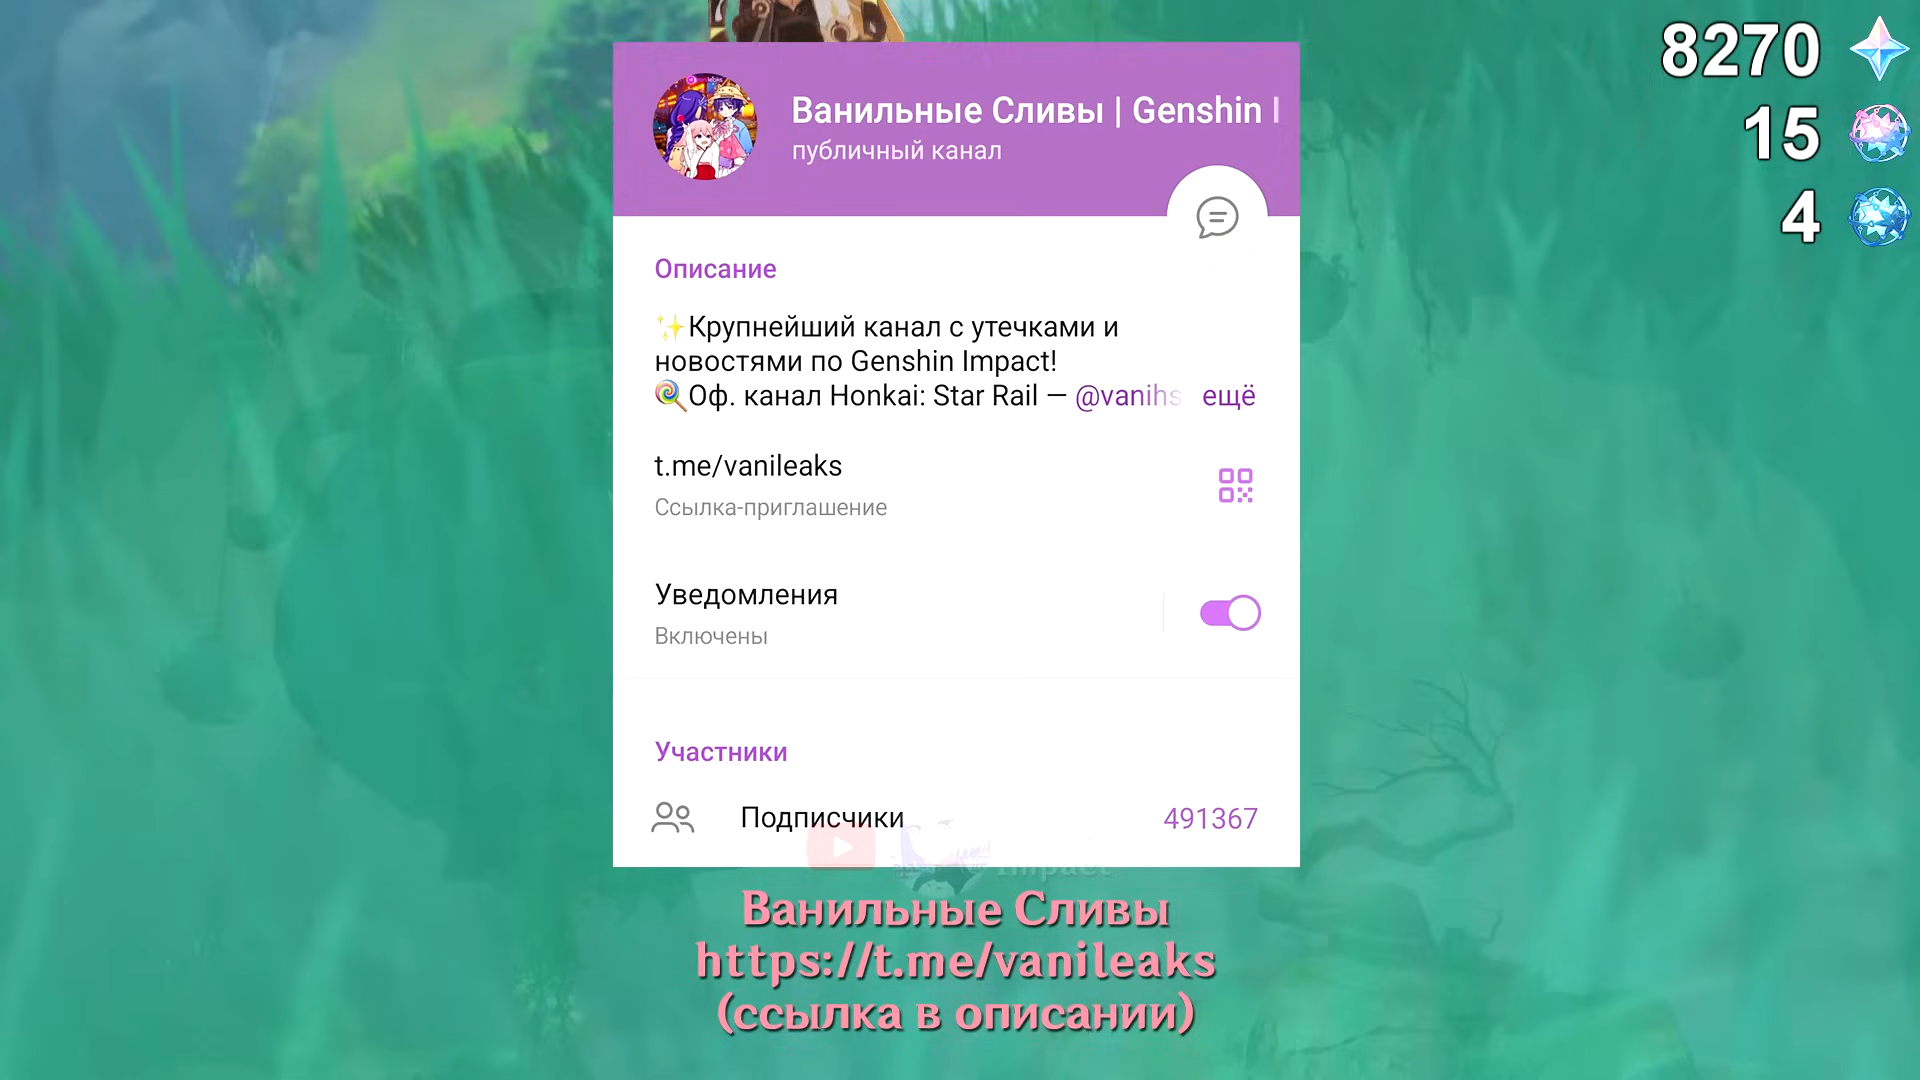 8270
15
4
Ванильные Сливы | Genshin I
публичный канал
Описание
✨Крупнейший канал с утечками и
новостями по Genshin Impact!
🍭Оф. канал Honkai: Star Rail — @vanihs ещё
t.me/vanileaks
Ссылка-приглашение
Уведомления
Включены
Участники
Подписчики 491367
Impact
Ванильные Сливы
https://t.me/vanileaks
(ссылка в описании)